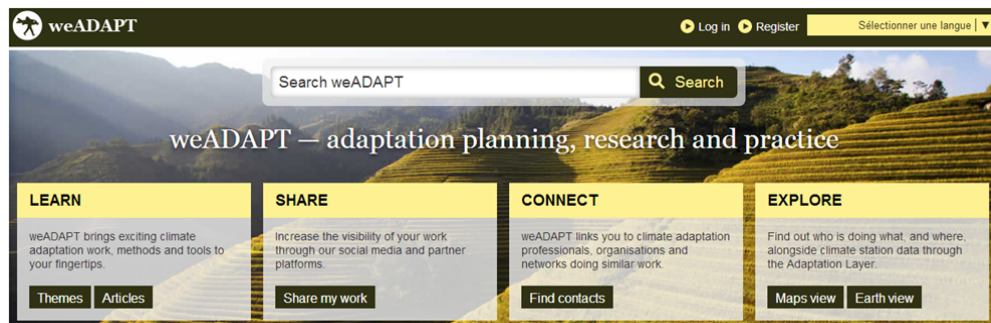 weADAPT
Log in
Register
Sélectionner une langue
Search weADAPT
Search
weADAPT — adaptation planning, research and practice
LEARN
weADAPT brings exciting climate
adaptation work, methods and tools to
your fingertips.
Themes
Articles
SHARE
Increase the visibility of your work
through our social media and partner
platforms.
Share my work
CONNECT
weADAPT links you to climate adaptation
professionals, organisations and
networks doing similar work.
Find contacts
EXPLORE
Find out who is doing what, and where,
alongside climate station data through
the Adaptation Layer.
Maps view
Earth view